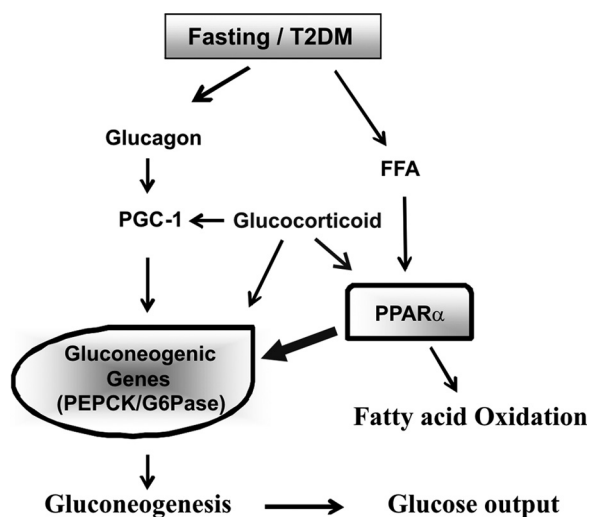 Fasting / T2DM
Glucagon
FFA
PGC-1
Glucocorticoid
PPARα
Gluconeogenic
Genes
(PEPCK/G6Pase)
Fatty acid Oxidation
Gluconeogenesis
Glucose output